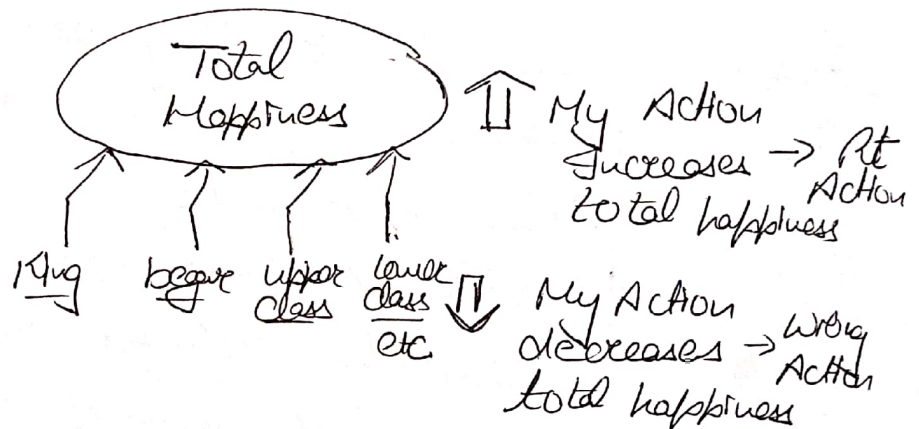 Total
Happiness
My Action
Increases → Rt
Action
total happiness
King
begar
upper
class
lower
class
etc
My Action
decreases → Wrong
Action
total happiness